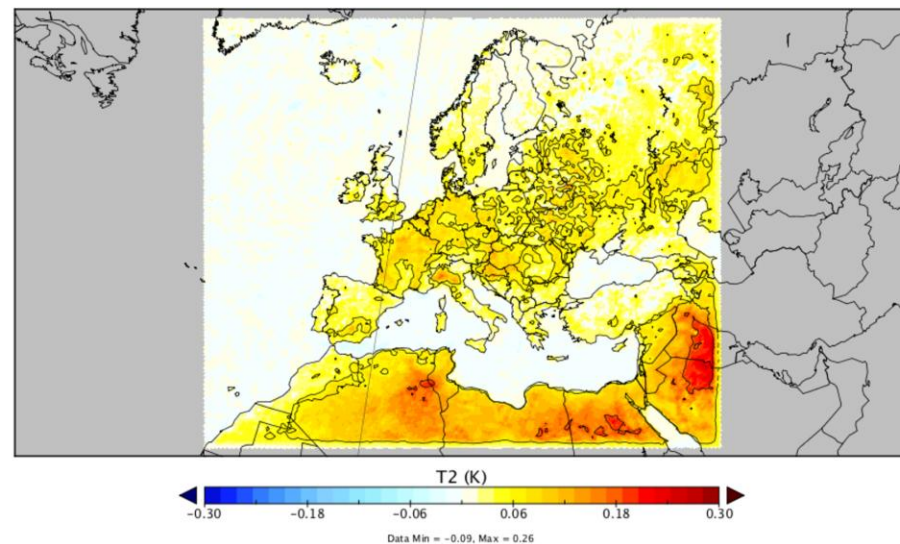 T2 (K)
−0.30 −0.18 −0.06 0.06 0.18 0.30
Data Min = −0.09, Max = 0.26